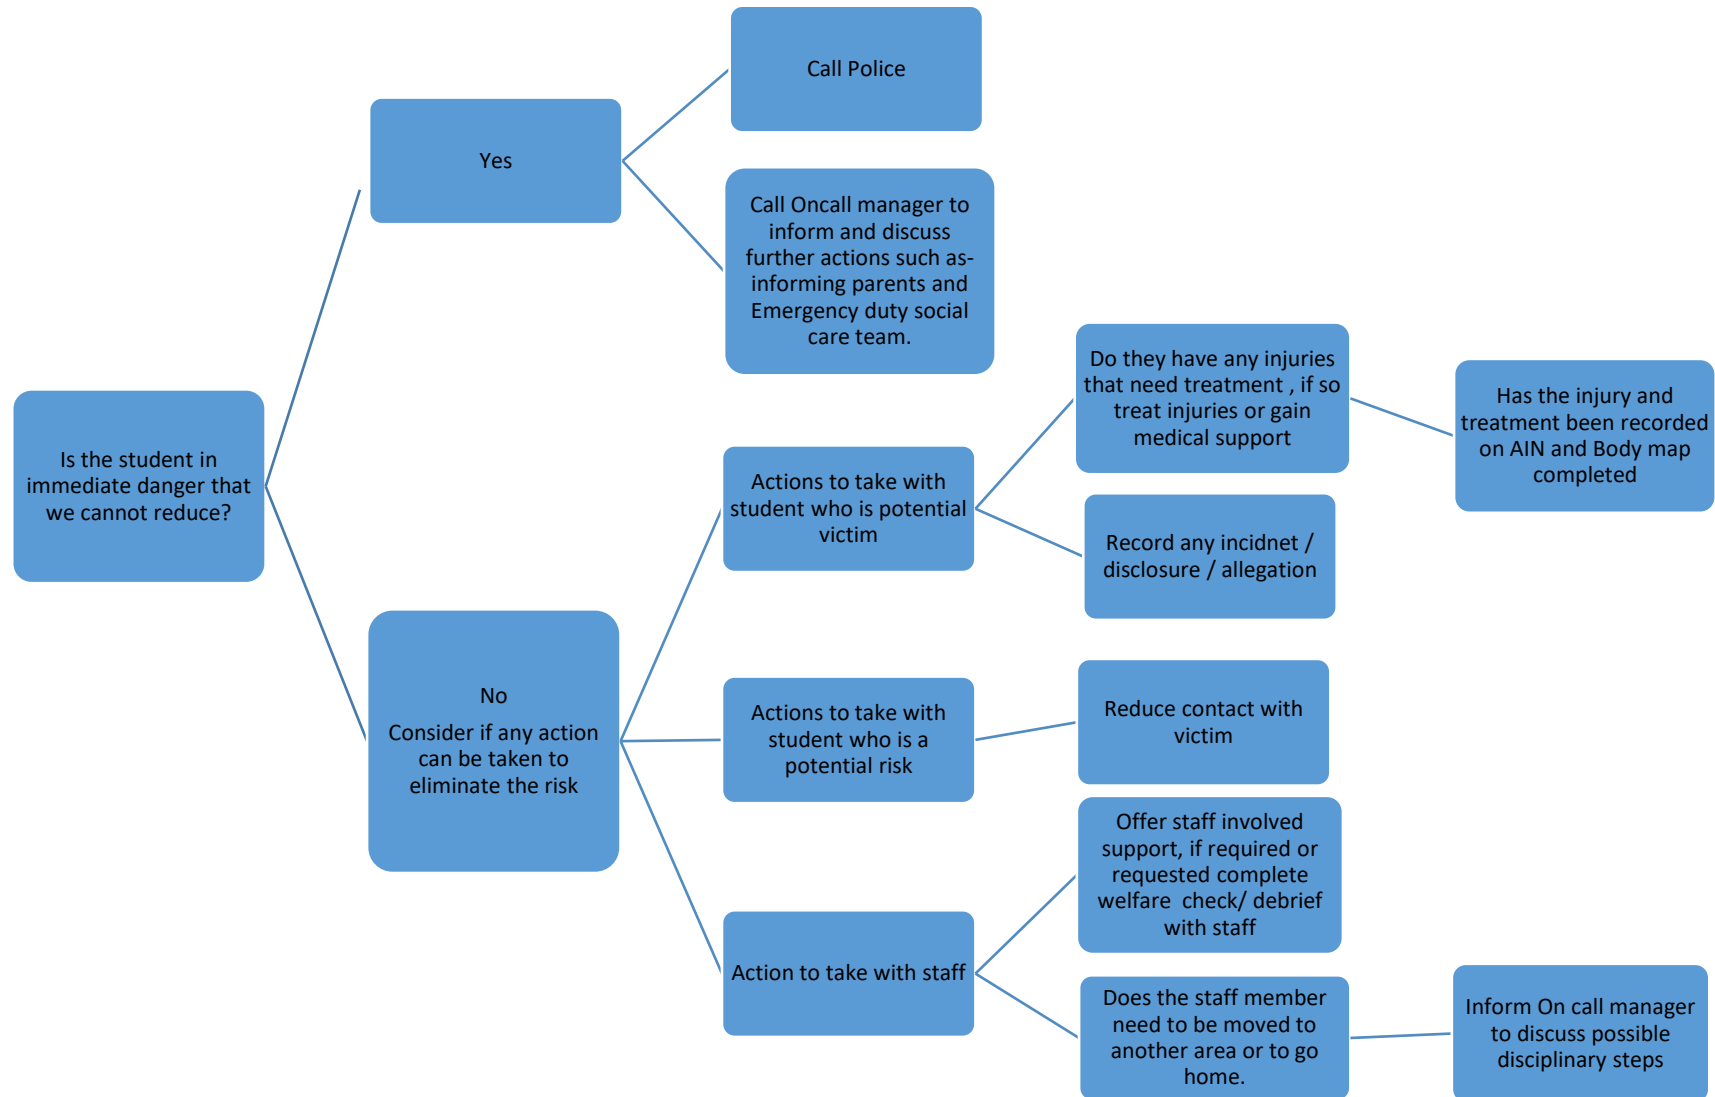 Is the student in
immediate danger that
we cannot reduce?
Yes
Call Police
Call Oncall manager to
inform and discuss
further actions such as-
informing parents and
Emergency duty social
care team.
No
Consider if any action
can be taken to
eliminate the risk
Actions to take with
student who is potential
victim
Do they have any injuries
that need treatment , if so
treat injuries or gain
medical support
Has the injury and
treatment been recorded
on AIN and Body map
completed
Record any incidnet /
disclosure / allegation
Actions to take with
student who is a
potential risk
Reduce contact with
victim
Action to take with staff
Offer staff involved
support, if required or
requested complete
welfare  check/ debrief
with staff
Does the staff member
need to be moved to
another area or to go
home.
Inform On call manager
to discuss possible
disciplinary steps